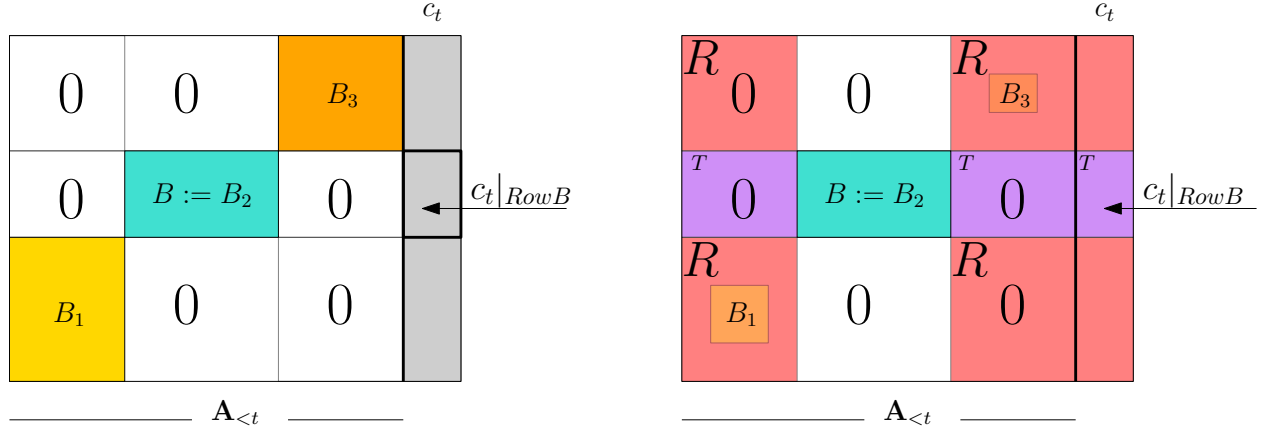 c_t
0 0 B_3
0 B := B_2 0 c_t|_{RowB}
B_1 0 0
A_{<t}
c_t
R 0 0 R B_3
T 0 B := B_2 T 0 T c_t|_{RowB}
R B_1 0 R 0
A_{<t}